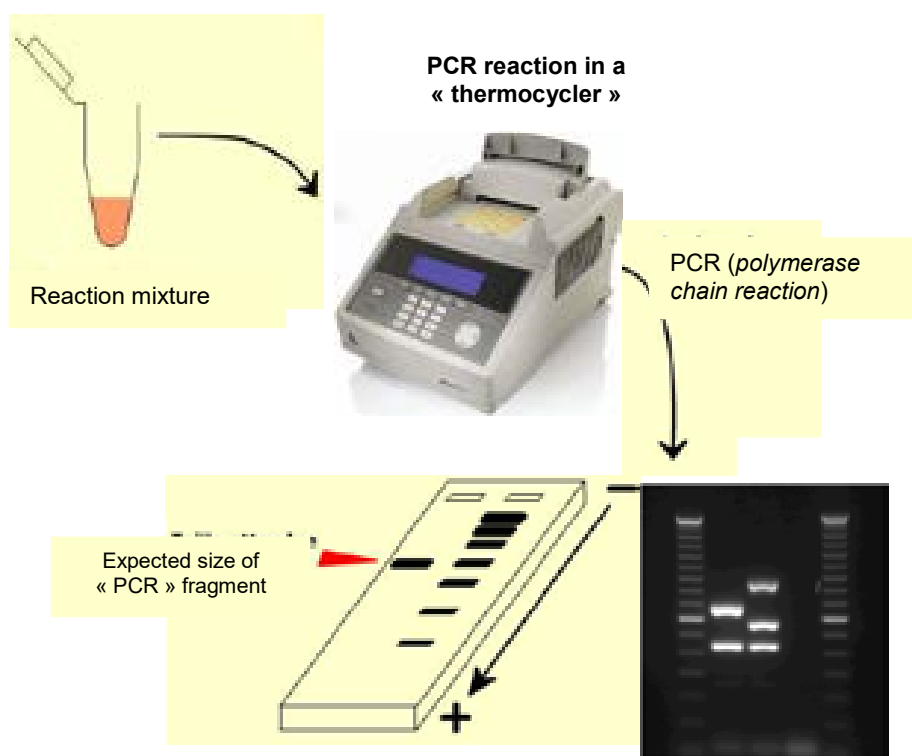 PCR reaction in a
« thermocycler »
Reaction mixture
PCR (polymerase
chain reaction)
Expected size of
« PCR » fragment
−
+